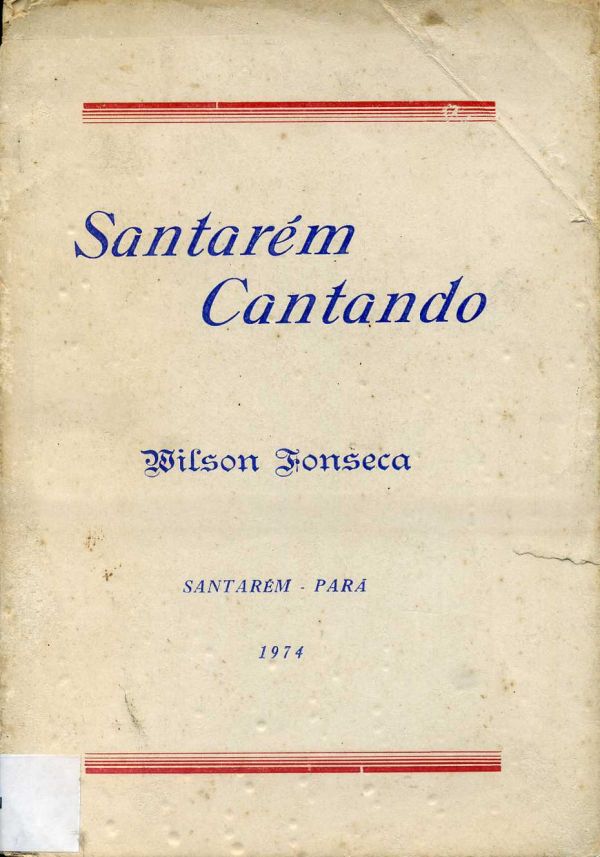 Santarém
Cantando
Wilson Fonseca
SANTARÉM - PARÁ
1974